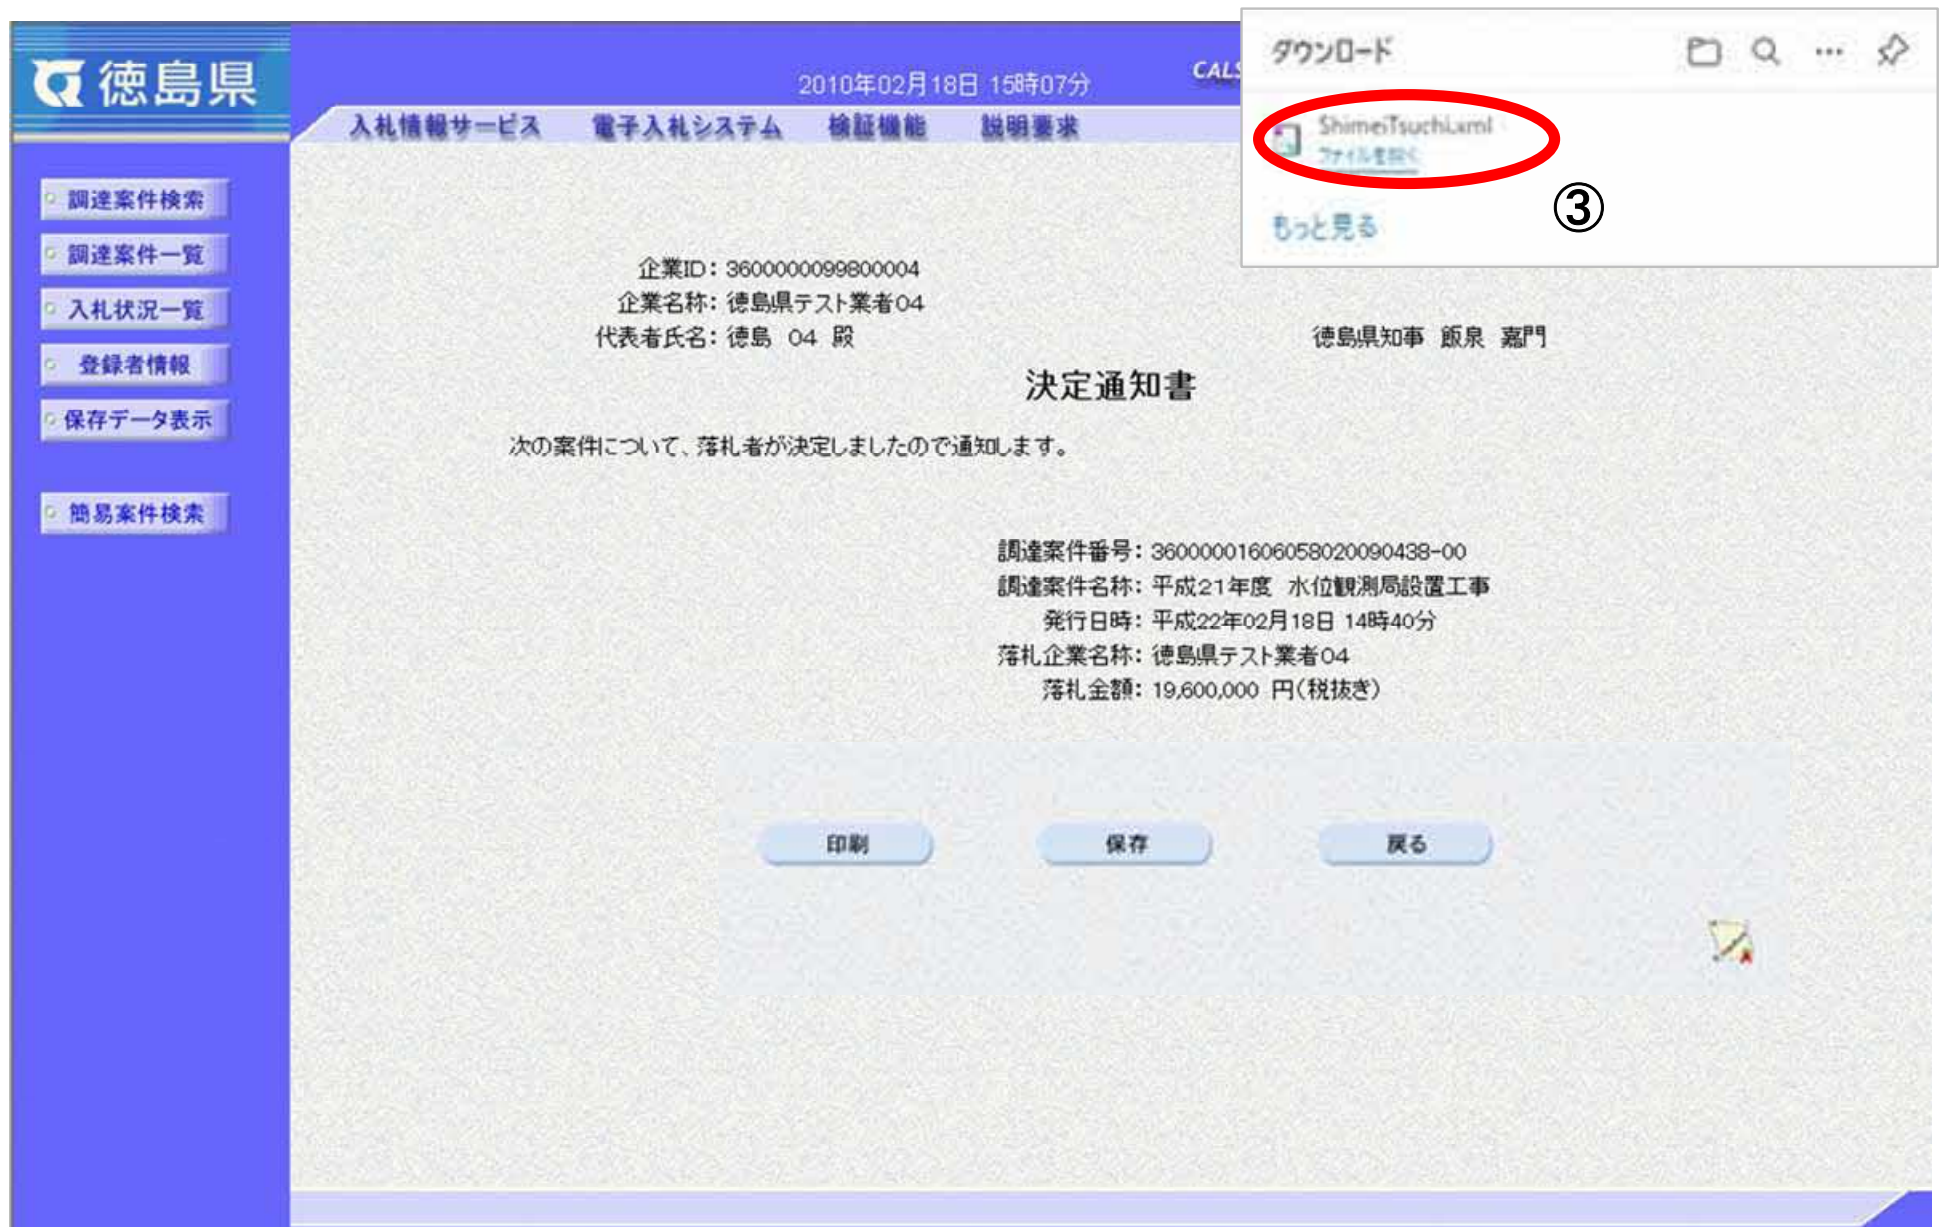 徳島県
2010年02月18日 15時07分
CALS
入札情報サービス 電子入札システム 検証機能 説明要求
ダウンロード
ShimeiTsuchi.xml
ファイルを開く
もっと見る
③
調達案件検索
調達案件一覧
入札状況一覧
登録者情報
保存データ表示
簡易案件検索
企業ID：3600000099800004
企業名称：徳島県テスト業者04
代表者氏名：徳島 04 殿
徳島県知事 飯泉 嘉門
決定通知書
次の案件について、落札者が決定しましたので通知します。
調達案件番号：36000001606058020090438-00
調達案件名称：平成21年度 水位観測局設置工事
発行日時：平成22年02月18日 14時40分
落札企業名称：徳島県テスト業者04
落札金額：19,600,000 円(税抜き)
印刷 保存 戻る